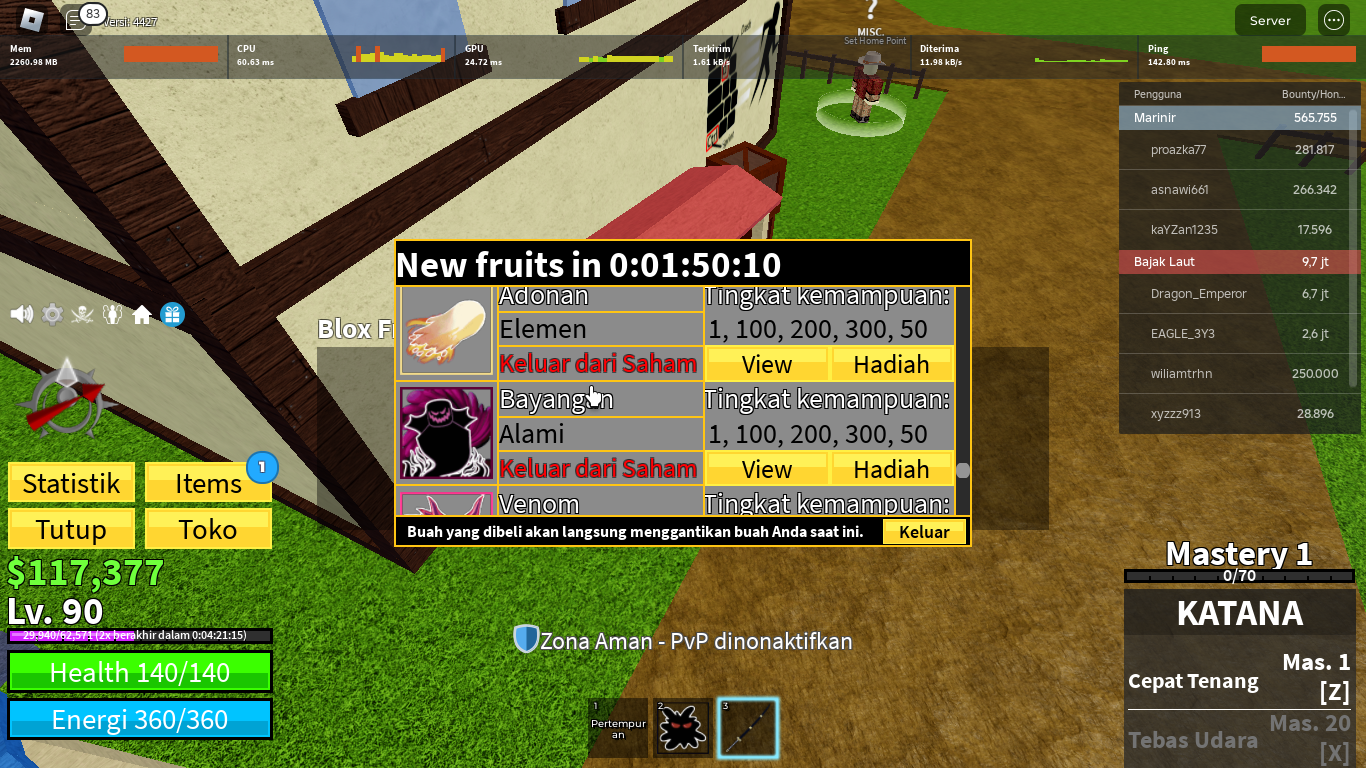 83
Versi: 4427
?
MISC.
Set Home Point
Server
Mem
2260.98 MB
CPU
60.63 ms
GPU
24.72 ms
Terkirim
1.61 kB/s
Diterima
11.98 kB/s
Ping
142.80 ms
Pengguna Bounty/Hon...
Marinir 565.755
proazka77 281.817
asnawi661 266.342
kaYZan1235 17.596
Bajak Laut 9,7 jt
Dragon_Emperor 6,7 jt
EAGLE_3Y3 2,6 jt
wiliamtrhn 250.000
xyzzz913 28.896
Blox
New fruits in 0:01:50:10
Adonan Tingkat kemampuan:
Elemen 1, 100, 200, 300, 50
Keluar dari Saham View Hadiah
Bayangan Tingkat kemampuan:
Alami 1, 100, 200, 300, 50
Keluar dari Saham View Hadiah
Venom Tingkat kemampuan:
Buah yang dibeli akan langsung menggantikan buah Anda saat ini. Keluar
Statistik Items 1
Tutup Toko
$117,377
Lv. 90
29,940/62,571 (2x berakhir dalam 0:04:21:15)
Health 140/140
Energi 360/360
Zona Aman - PvP dinonaktifkan
1 Pertempur
an
2
3
Mastery 1
0/70
KATANA
Cepat Tenang Mas. 1
[Z]
Tebas Udara Mas. 20
[X]